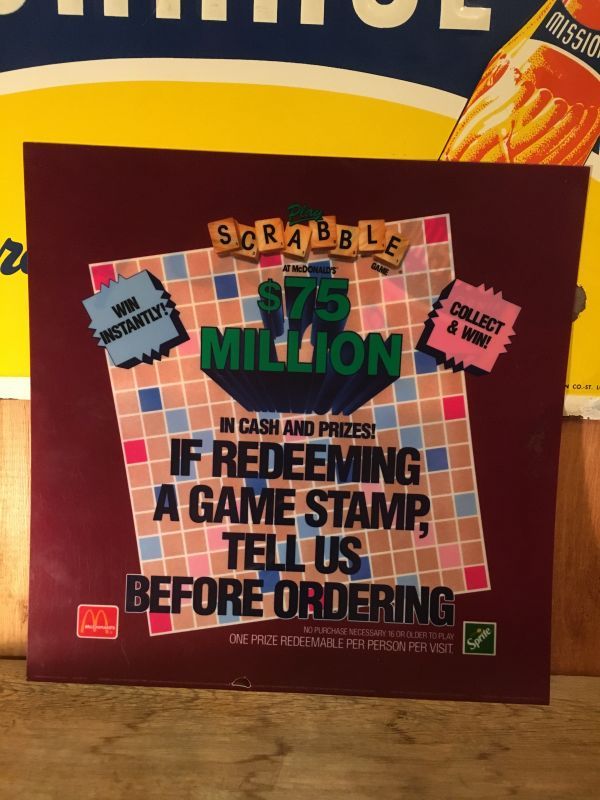 MISSIO
Play
SCRABBLE
GAME
AT McDONALD'S
$75
MILLION
WIN
INSTANTLY!
COLLECT
& WIN!
IN CASH AND PRIZES!
IF REDEEMING
A GAME STAMP,
TELL US
BEFORE ORDERING
NO PURCHASE NECESSARY. 16 OR OLDER TO PLAY
ONE PRIZE REDEEMABLE PER PERSON PER VISIT.
McDonald's
Sprite